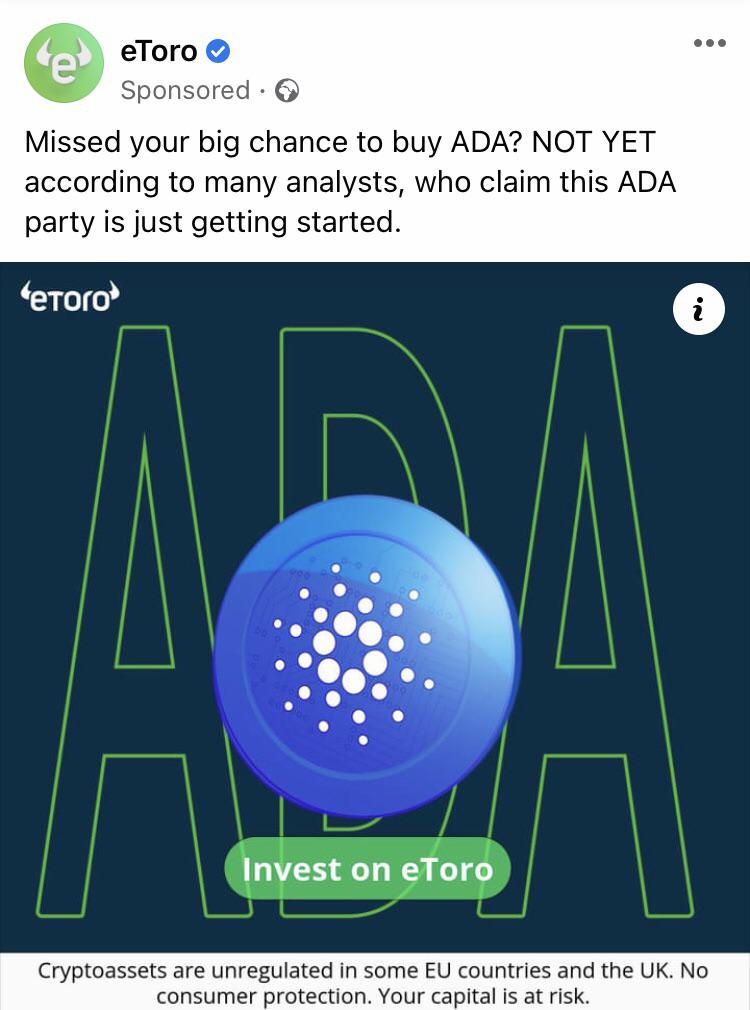 eToro
Sponsored ·
Missed your big chance to buy ADA? NOT YET
according to many analysts, who claim this ADA
party is just getting started.
eToro
i
ADA
Invest on eToro
Cryptoassets are unregulated in some EU countries and the UK. No
consumer protection. Your capital is at risk.